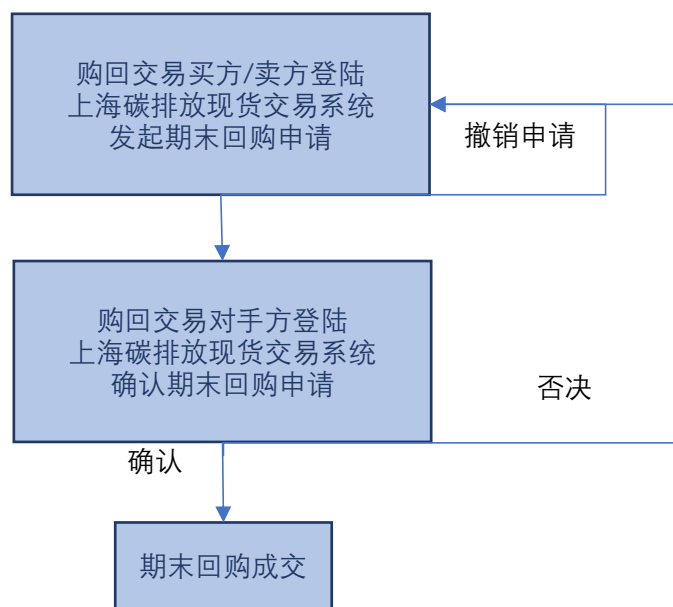 购回交易买方/卖方登陆
上海碳排放现货交易系统
发起期末回购申请
撤销申请
购回交易对手方登陆
上海碳排放现货交易系统
确认期末回购申请
否决
确认
期末回购成交